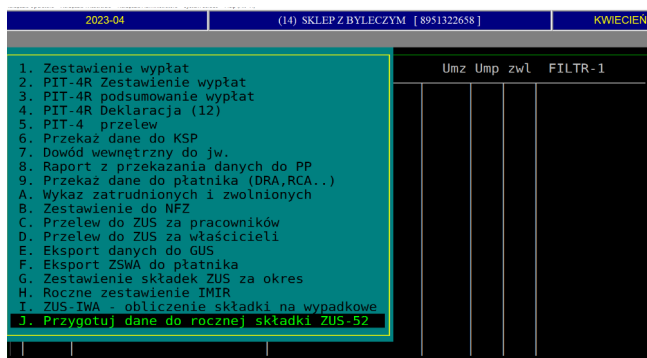 2023-04 (14) SKLEP Z BYLECZYM [ 8951322658 ] KWIECIEŃ
Umz Ump zwl FILTR-1
1. Zestawienie wypłat
2. PIT-4R Zestawienie wypłat
3. PIT-4R podsumowanie wypłat
4. PIT-4R Deklaracja (12)
5. PIT-4 przelew
6. Przekaż dane do KSP
7. Dowód wewnętrzny do jw.
8. Raport z przekazania danych do PP
9. Przekaż dane do płatnika (DRA,RCA..)
A. Wykaz zatrudnionych i zwolnionych
B. Zestawienie do NFZ
C. Przelew do ZUS za pracowników
D. Przelew do ZUS za właścicieli
E. Eksport danych do GUS
F. Eksport ZSWA do płatnika
G. Zestawienie składek ZUS za okres
H. Roczne zestawienie IMIR
I. ZUS-IWA - obliczenie składki na wypadkowe
J. Przygotuj dane do rocznej składki ZUS-52